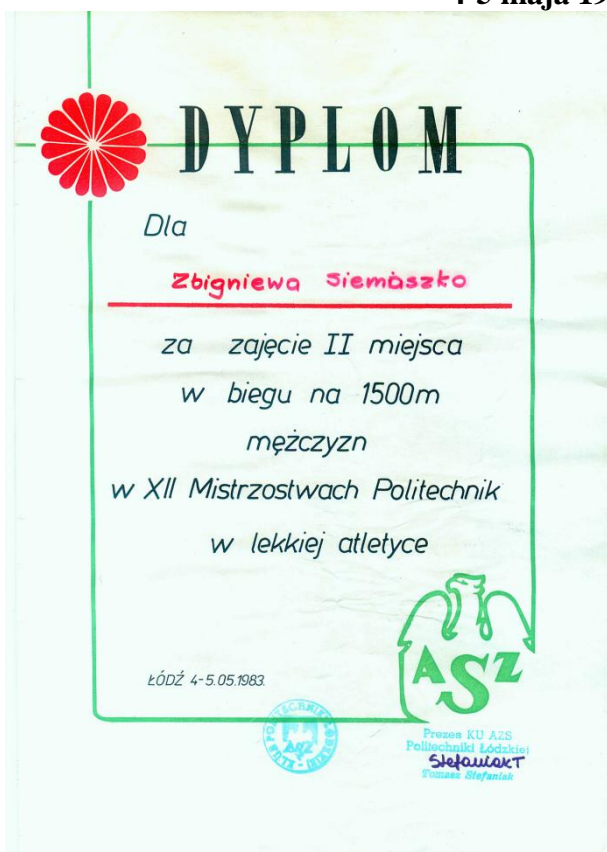 4-5 maja 19
DYPLOM
Dla
Zbigniewa Siemaszko
za zajęcie II miejsca
w biegu na 1500m
mężczyzn
w XII Mistrzostwach Politechnik
w lekkiej atletyce
AZS
ŁÓDŹ 4-5.05.1983.
AZS
Prezes KU AZS
Politechniki Łódzkiej
Stefaniak T
Tomasz Stefaniak